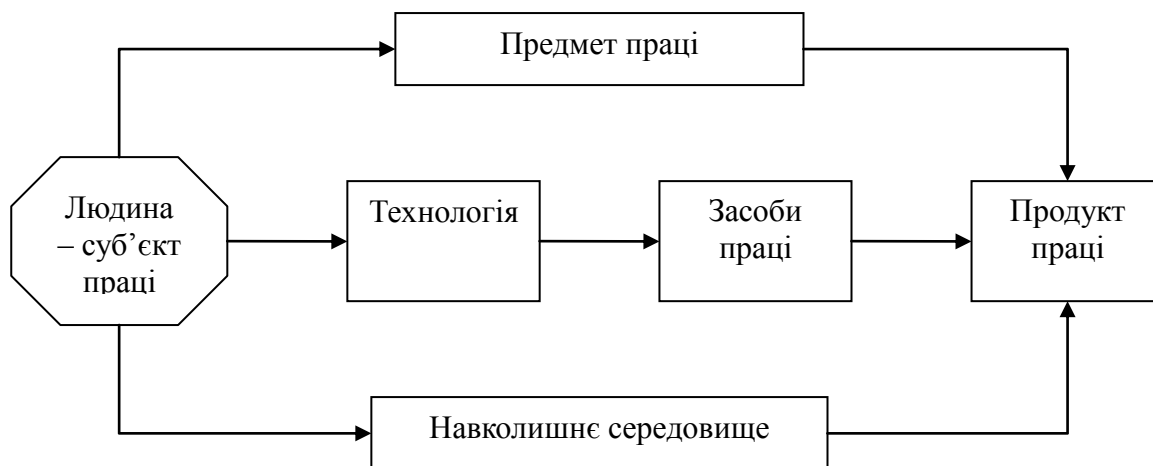 Предмет праці
Людина
– суб’єкт
праці
Технологія
Засоби
праці
Продукт
праці
Навколишнє середовище